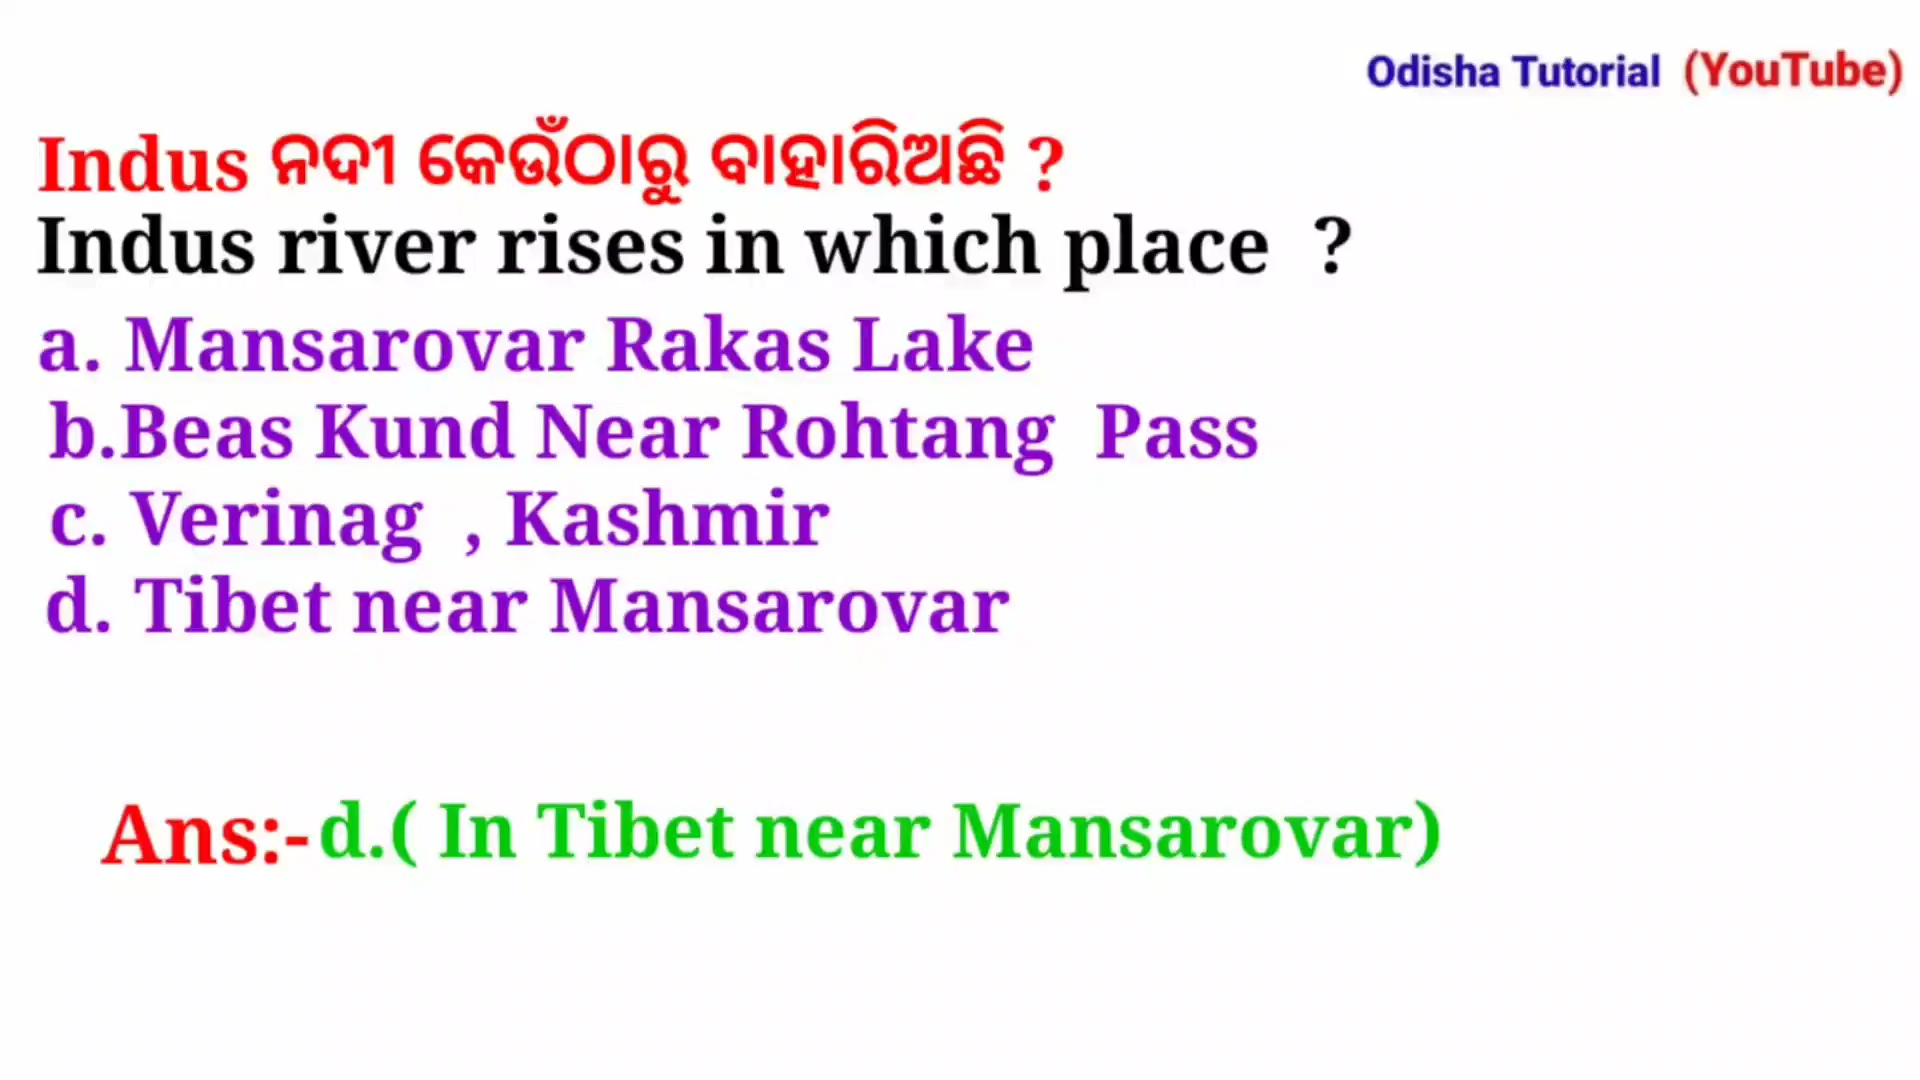 Odisha Tutorial (YouTube)
Indus ନଦୀ କେଉଁଠାରୁ ବାହାରିଅଛି ?
Indus river rises in which place ?
a. Mansarovar Rakas Lake
b.Beas Kund Near Rohtang Pass
c. Verinag , Kashmir
d. Tibet near Mansarovar
Ans:-d.( In Tibet near Mansarovar)